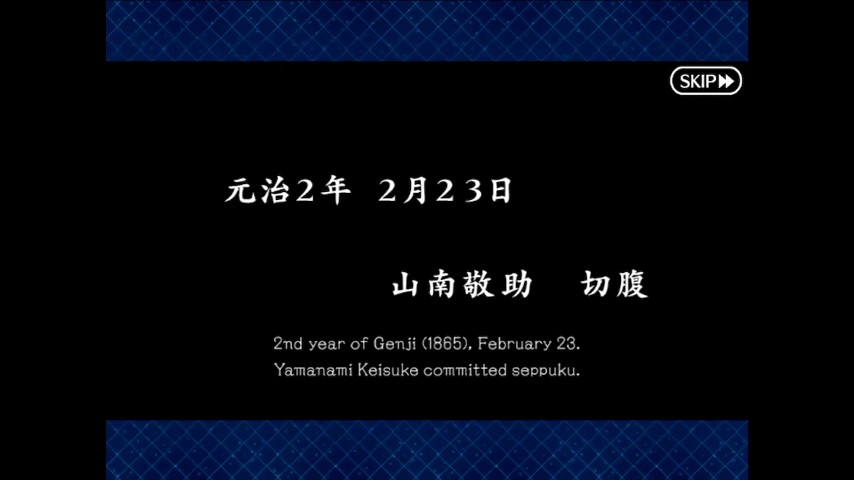 SKIP
元治2年 2月23日
山南敬助 切腹
2nd year of Genji (1865), February 23.
Yamanami Keisuke committed seppuku.